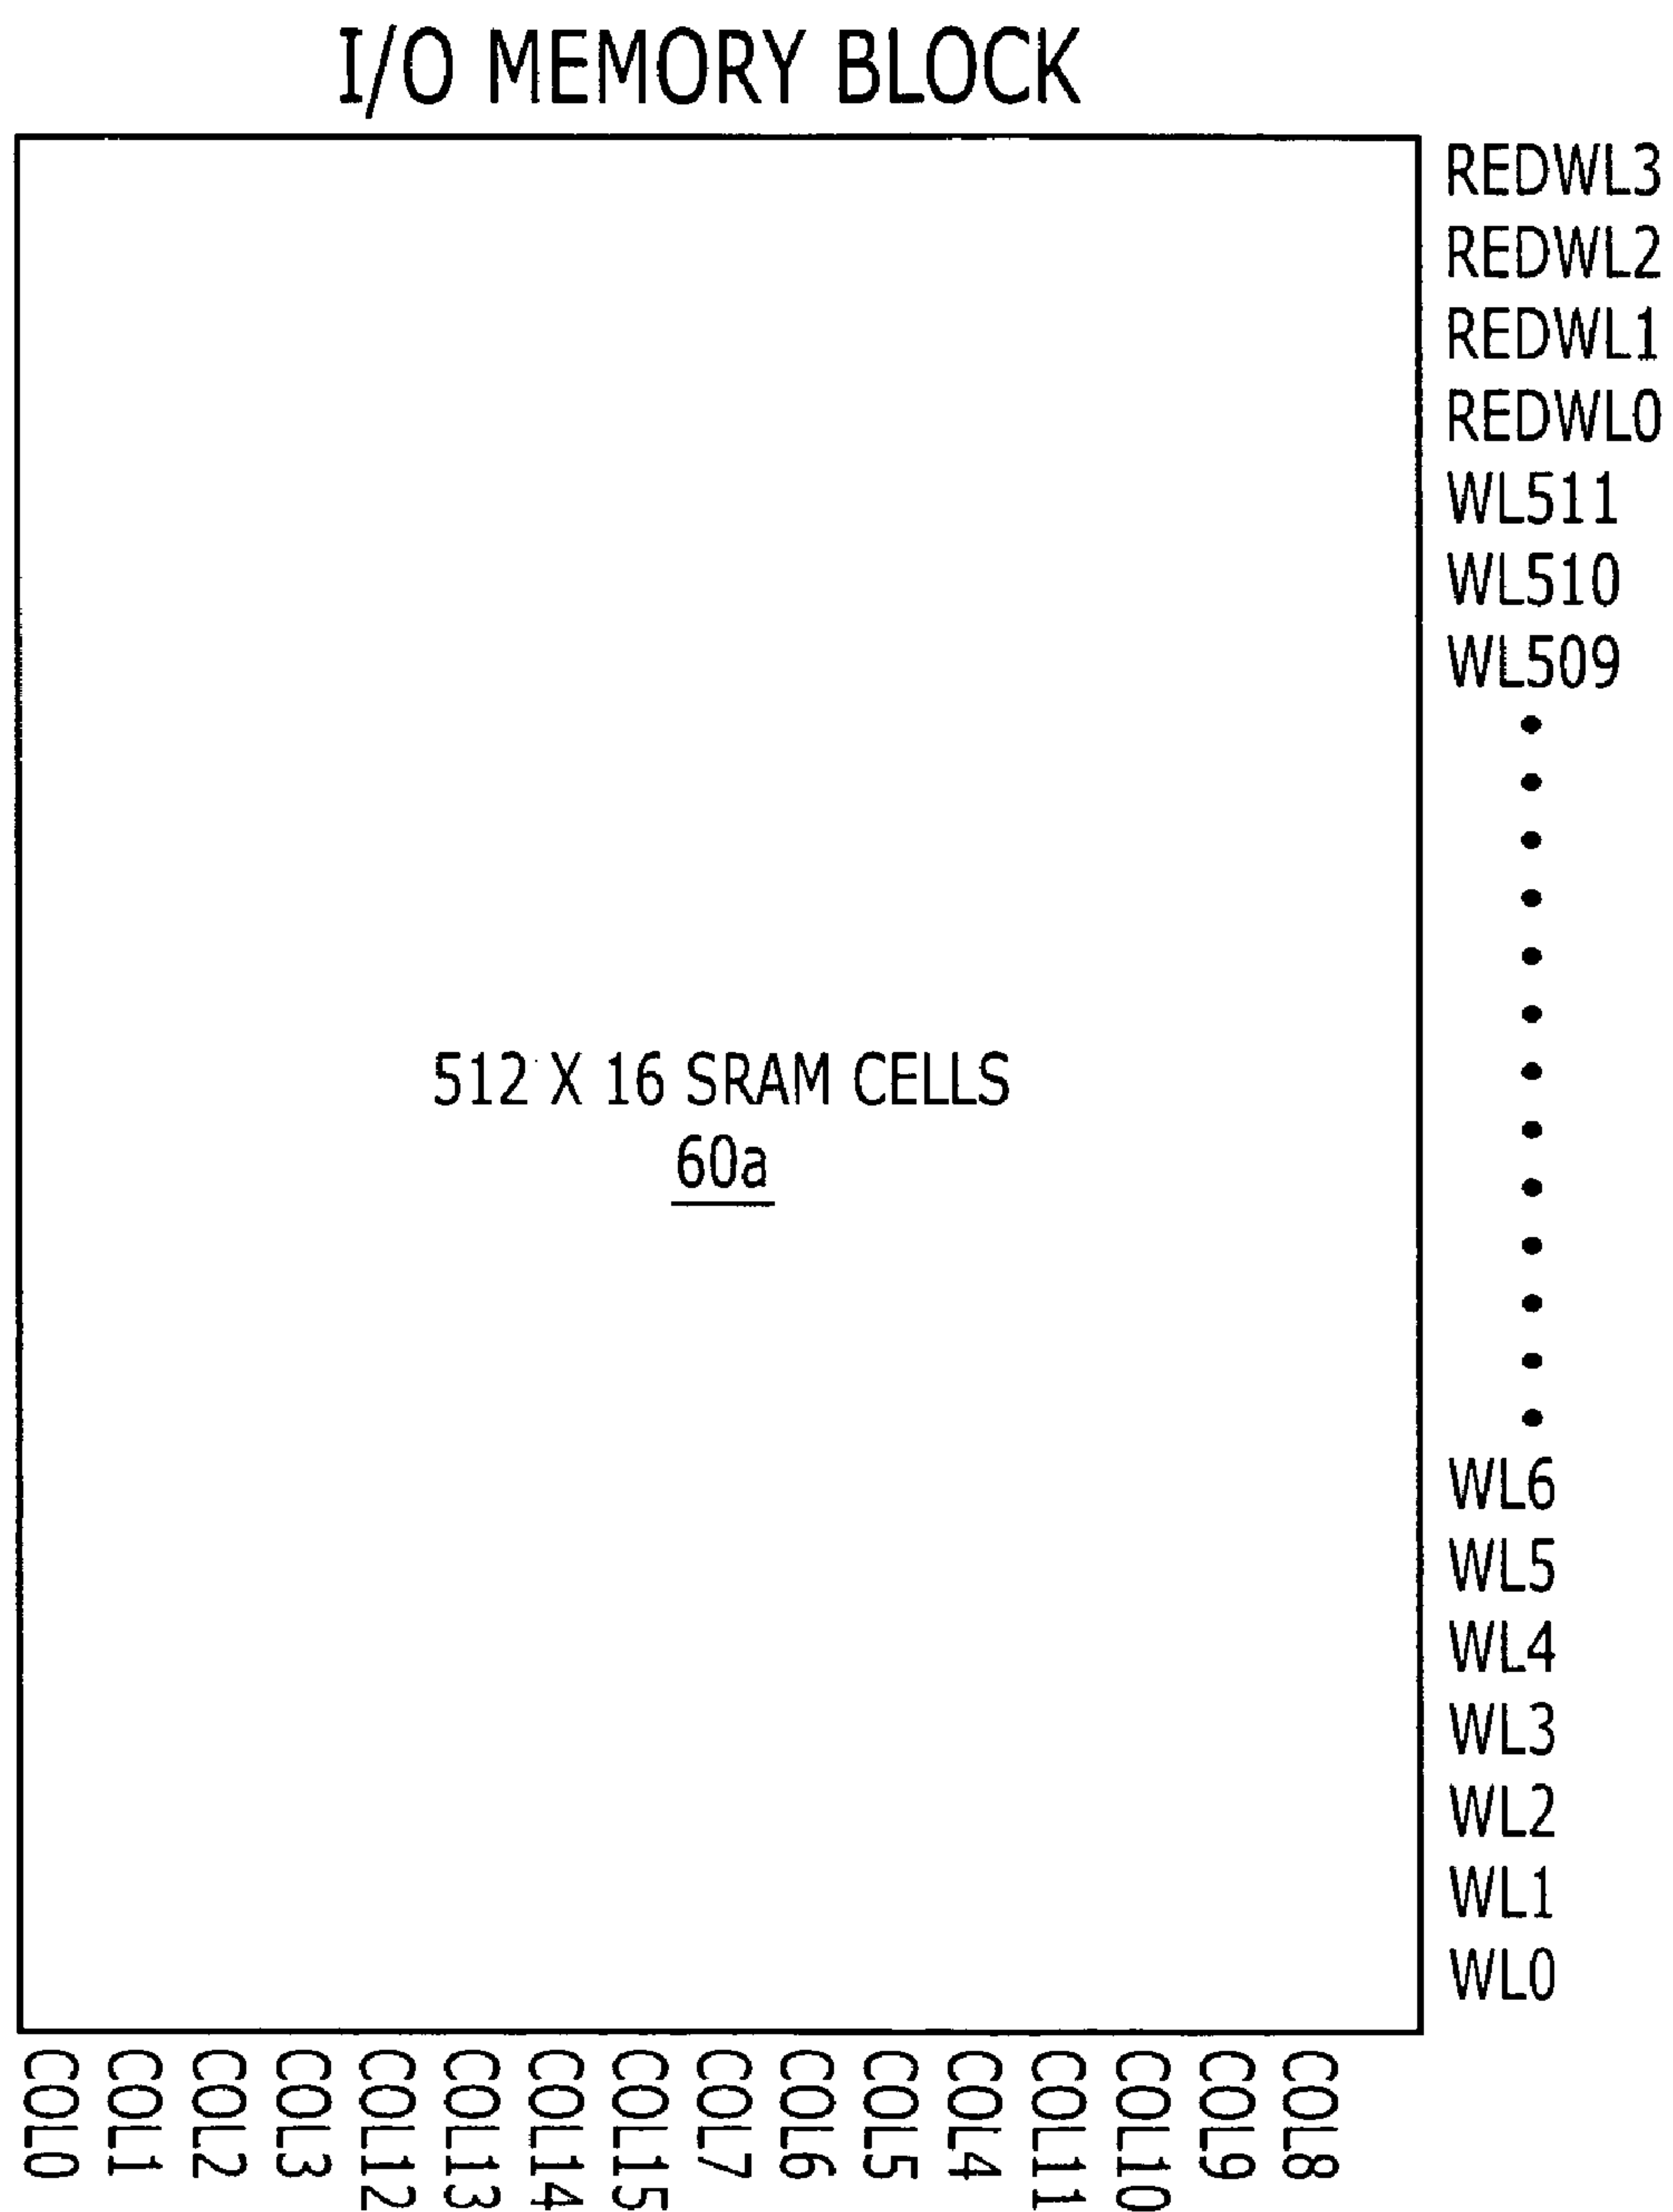 I/O MEMORY BLOCK
REDWL3
REDWL2
REDWL1
REDWL0
WL511
WL510
WL509
512 X 16 SRAM CELLS
60a
WL6
WL5
WL4
WL3
WL2
WL1
WL0
COL0
COL1
COL2
COL3
COL12
COL13
COL14
COL15
COL7
COL6
COL5
COL4
COL11
COL10
COL9
COL8